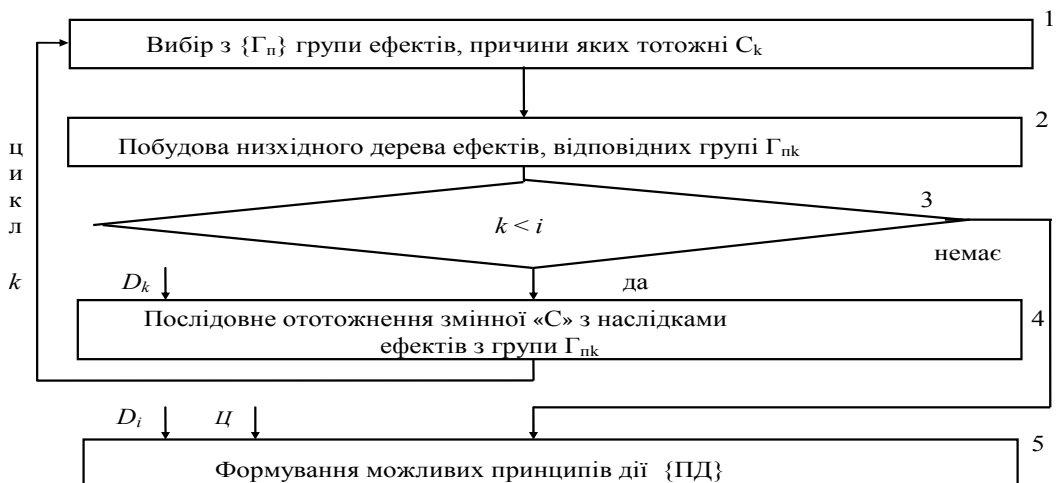 1
Вибір з {Гп} групи ефектів, причини яких тотожні Ck
2
Побудова низхідного дерева ефектів, відповідних групі Гпk
цикл k
3
k < i
немає
Dk
да
4
Послідовне ототожнення змінної «С» з наслідками
ефектів з групи Гпk
Di Ц
5
Формування можливих принципів дії {ПД}